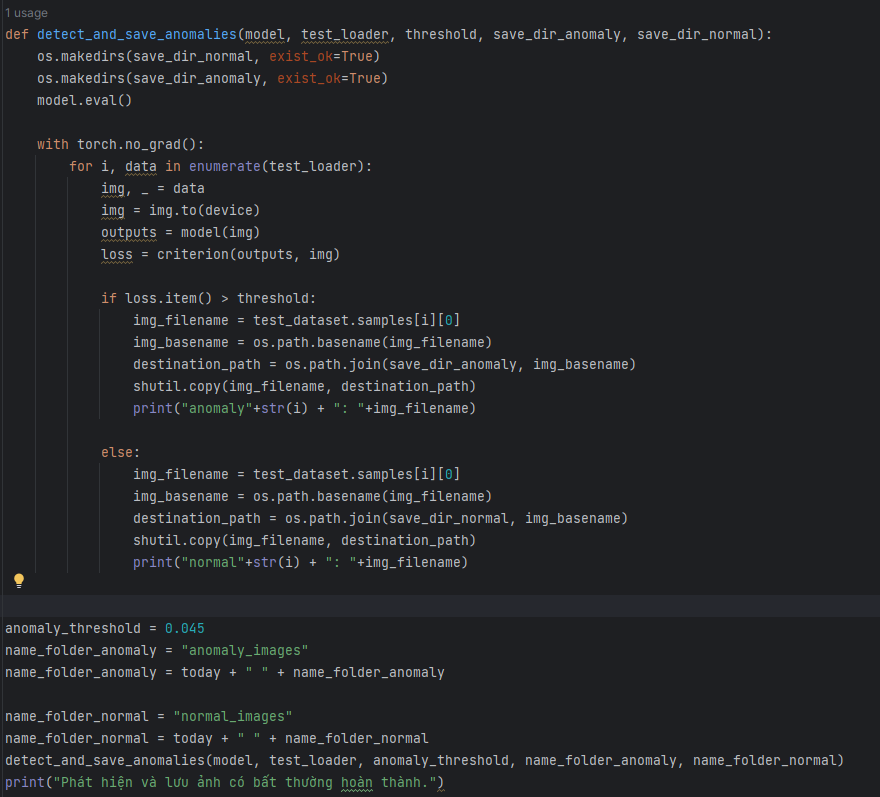 1 usage
def detect_and_save_anomalies(model, test_loader, threshold, save_dir_anomaly, save_dir_normal):
    os.makedirs(save_dir_normal, exist_ok=True)
    os.makedirs(save_dir_anomaly, exist_ok=True)
    model.eval()

    with torch.no_grad():
        for i, data in enumerate(test_loader):
            img, _ = data
            img = img.to(device)
            outputs = model(img)
            loss = criterion(outputs, img)

            if loss.item() > threshold:
                img_filename = test_dataset.samples[i][0]
                img_basename = os.path.basename(img_filename)
                destination_path = os.path.join(save_dir_anomaly, img_basename)
                shutil.copy(img_filename, destination_path)
                print("anomaly"+str(i) + ": "+img_filename)

            else:
                img_filename = test_dataset.samples[i][0]
                img_basename = os.path.basename(img_filename)
                destination_path = os.path.join(save_dir_normal, img_basename)
                shutil.copy(img_filename, destination_path)
                print("normal"+str(i) + ": "+img_filename)

anomaly_threshold = 0.045
name_folder_anomaly = "anomaly_images"
name_folder_anomaly = today + " " + name_folder_anomaly

name_folder_normal = "normal_images"
name_folder_normal = today + " " + name_folder_normal
detect_and_save_anomalies(model, test_loader, anomaly_threshold, name_folder_anomaly, name_folder_normal)
print("Phát hiện và lưu ảnh có bất thường hoàn thành.")